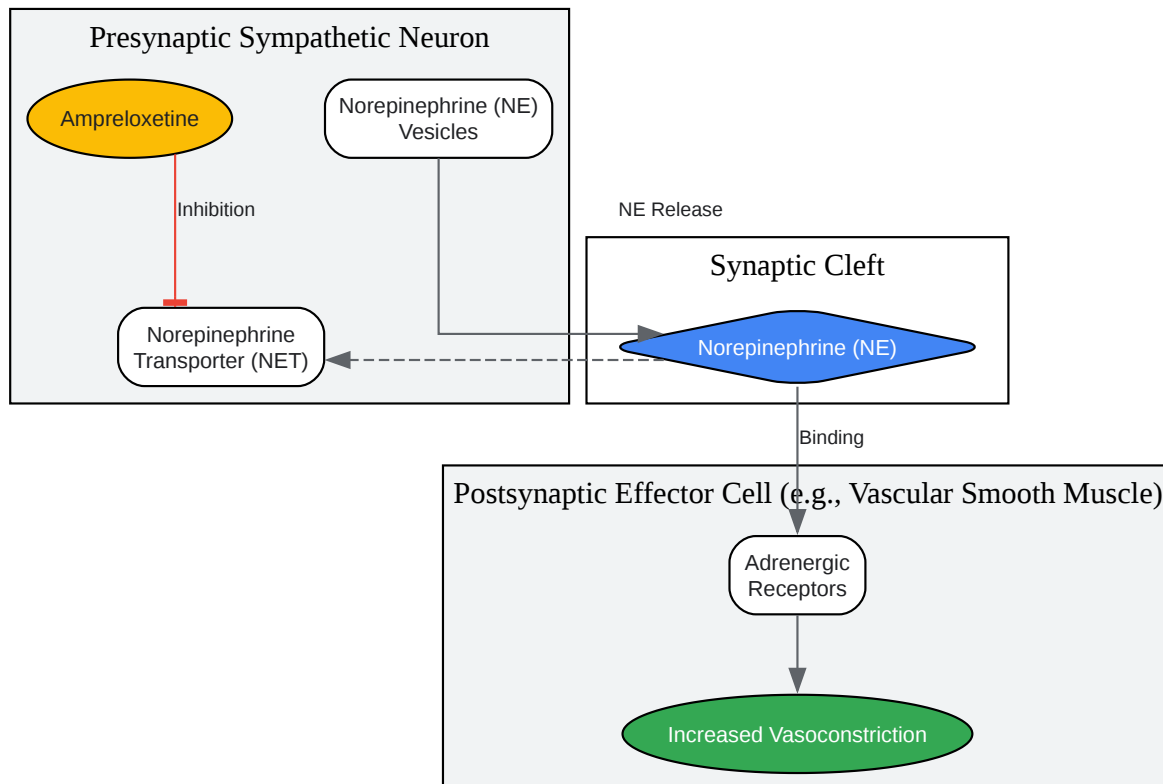 Presynaptic Sympathetic Neuron
Ampreloxetine
Norepinephrine (NE)
Vesicles
Inhibition
NE Release
Norepinephrine
Transporter (NET)
Synaptic Cleft
Norepinephrine (NE)
Binding
Postsynaptic Effector Cell (e.g., Vascular Smooth Muscle)
Adrenergic
Receptors
Increased Vasoconstriction